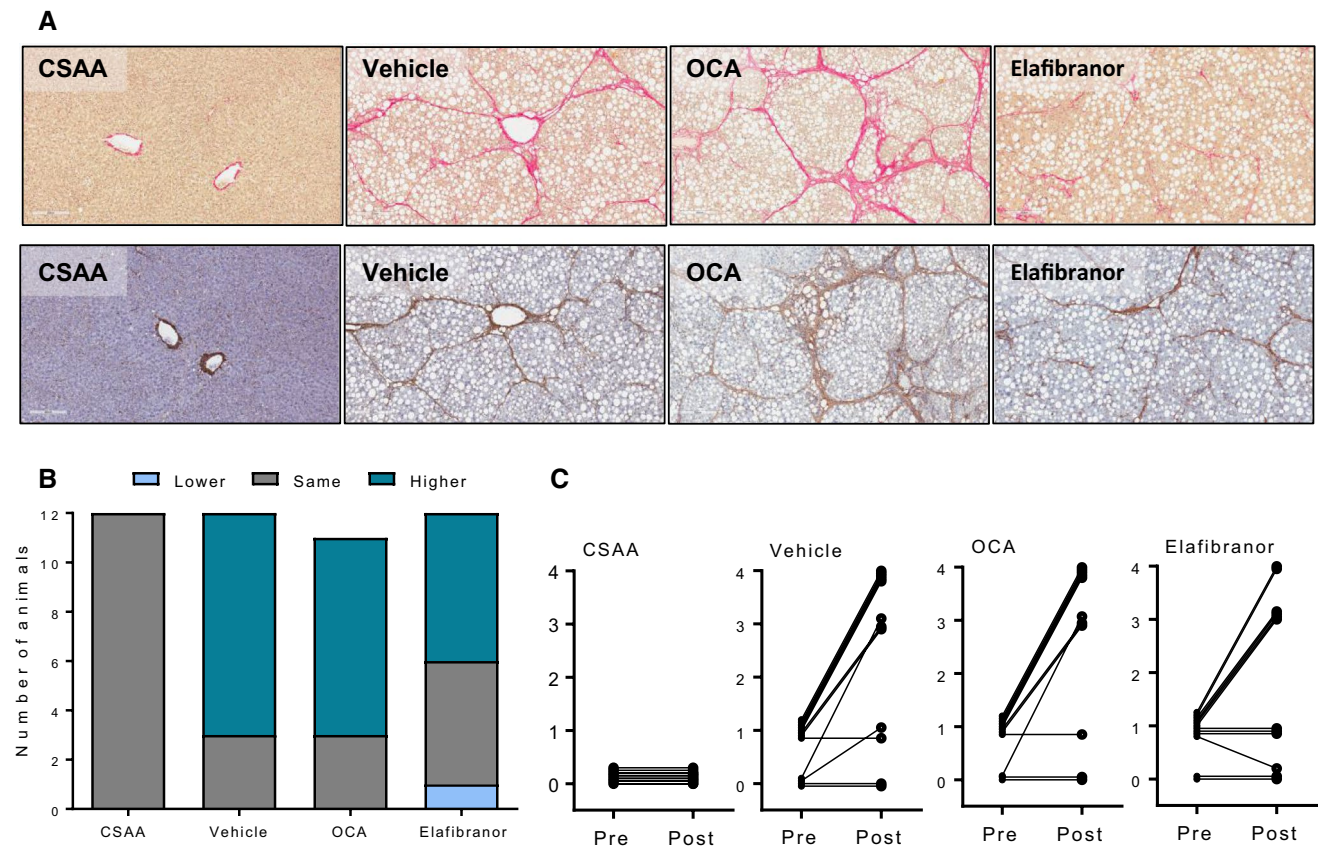 A
CSAA Vehicle OCA Elafibranor
CSAA Vehicle OCA Elafibranor
B
Lower Same Higher
Number of animals
12
10
8
6
4
2
0
CSAA Vehicle OCA Elafibranor
C
CSAA
4
3
2
1
0
Pre Post
Vehicle
4
3
2
1
0
Pre Post
OCA
4
3
2
1
0
Pre Post
Elafibranor
4
3
2
1
0
Pre Post